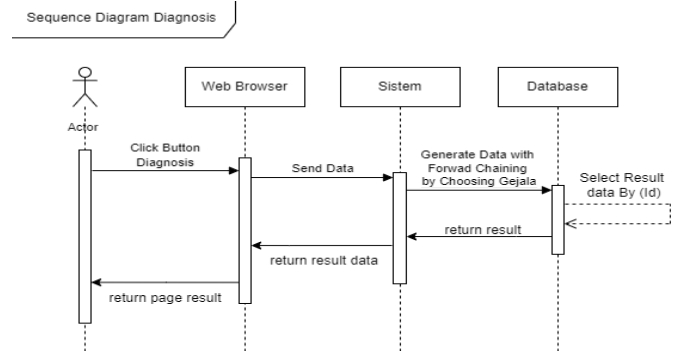 Sequence Diagram Diagnosis
Web Browser
Sistem
Database
Actor
Click Button
Diagnosis
Send Data
Generate Data with
Forwad Chaining
by Choosing Gejala
Select Result
data By (Id)
return result
return result data
return page result